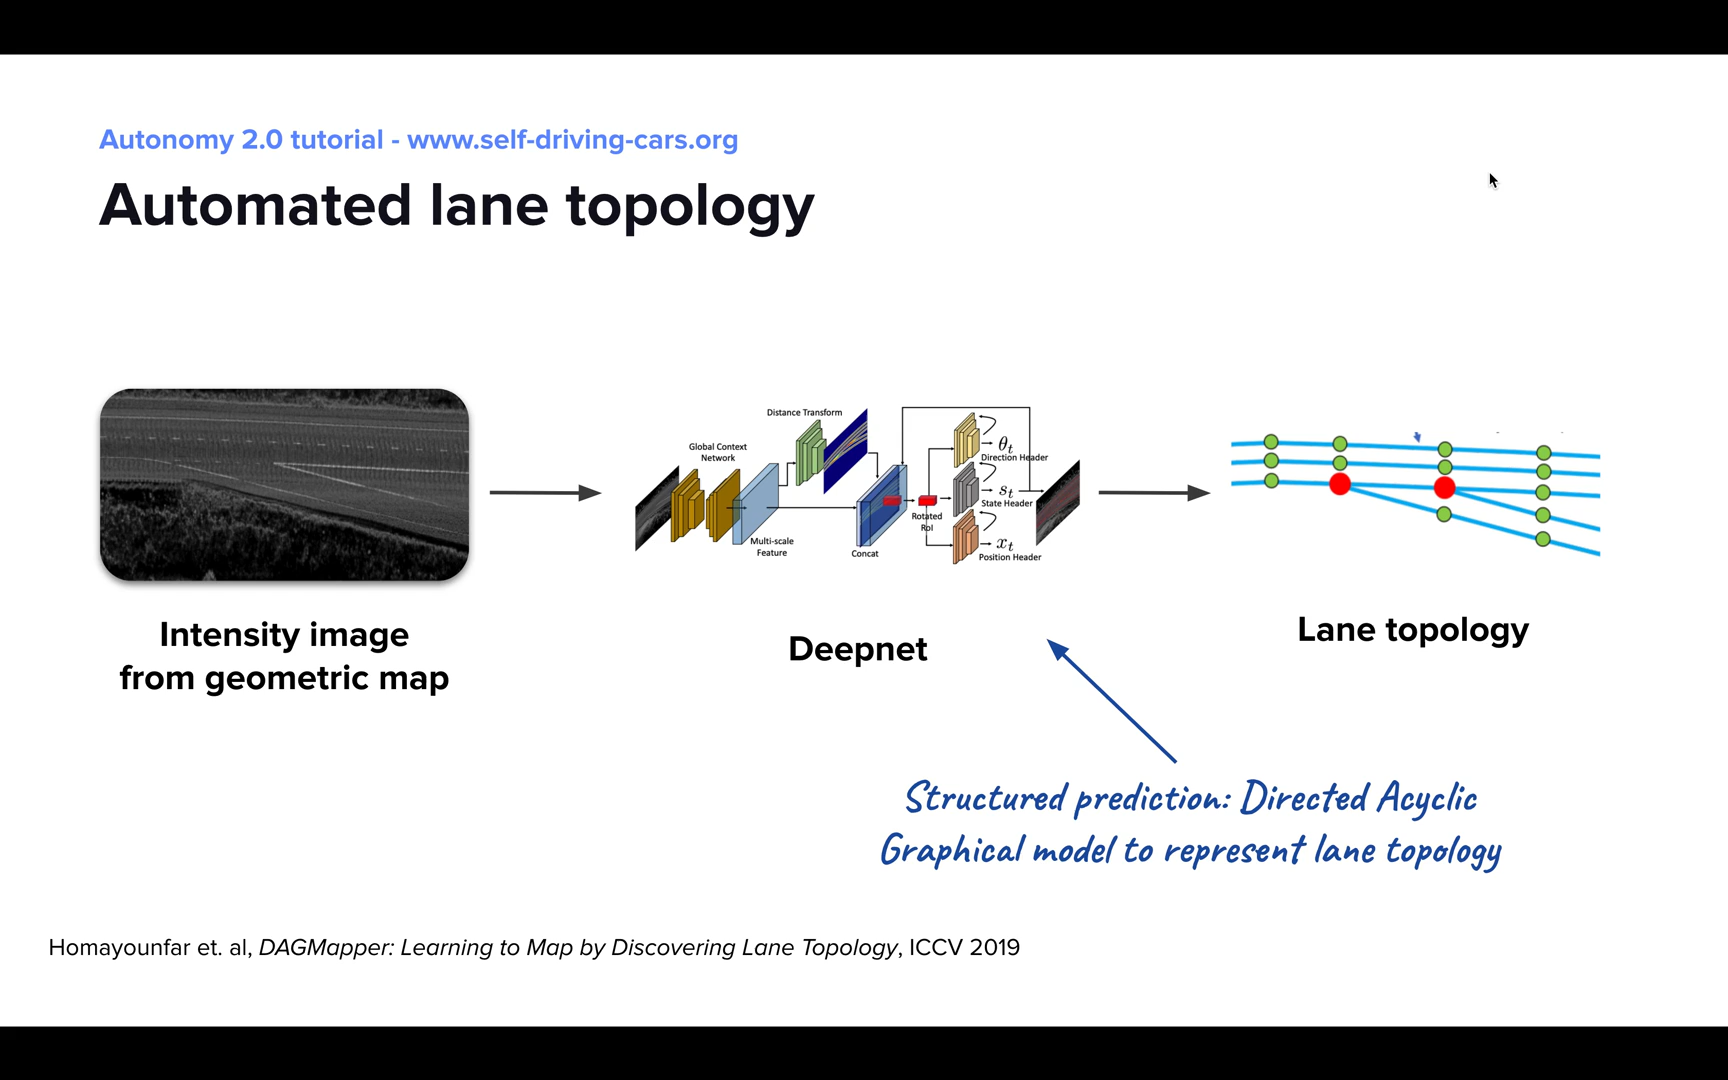 Autonomy 2.0 tutorial - www.self-driving-cars.org
Automated lane topology
Distance Transform
Global Context
Network
θt
Direction Header
st
State Header
Rotated
RoI
xt
Position Header
Multi-scale
Feature
Concat
Intensity image
from geometric map
Deepnet
Lane topology
Structured prediction: Directed Acyclic
Graphical model to represent lane topology
Homayounfar et. al, DAGMapper: Learning to Map by Discovering Lane Topology, ICCV 2019